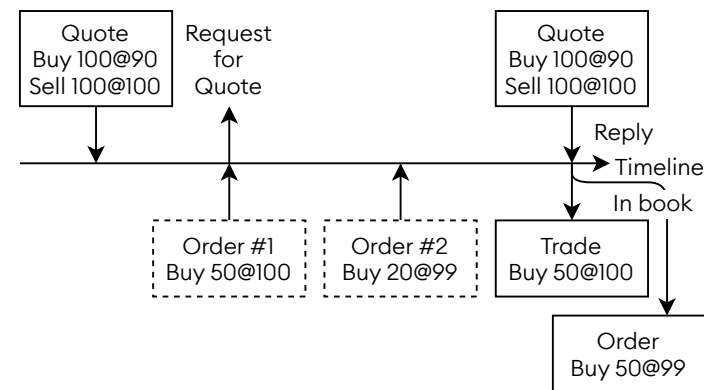 Quote
Buy 100@90
Sell 100@100
Request
for
Quote
Quote
Buy 100@90
Sell 100@100
Reply
Timeline
In book
Order #1
Buy 50@100
Order #2
Buy 20@99
Trade
Buy 50@100
Order
Buy 50@99